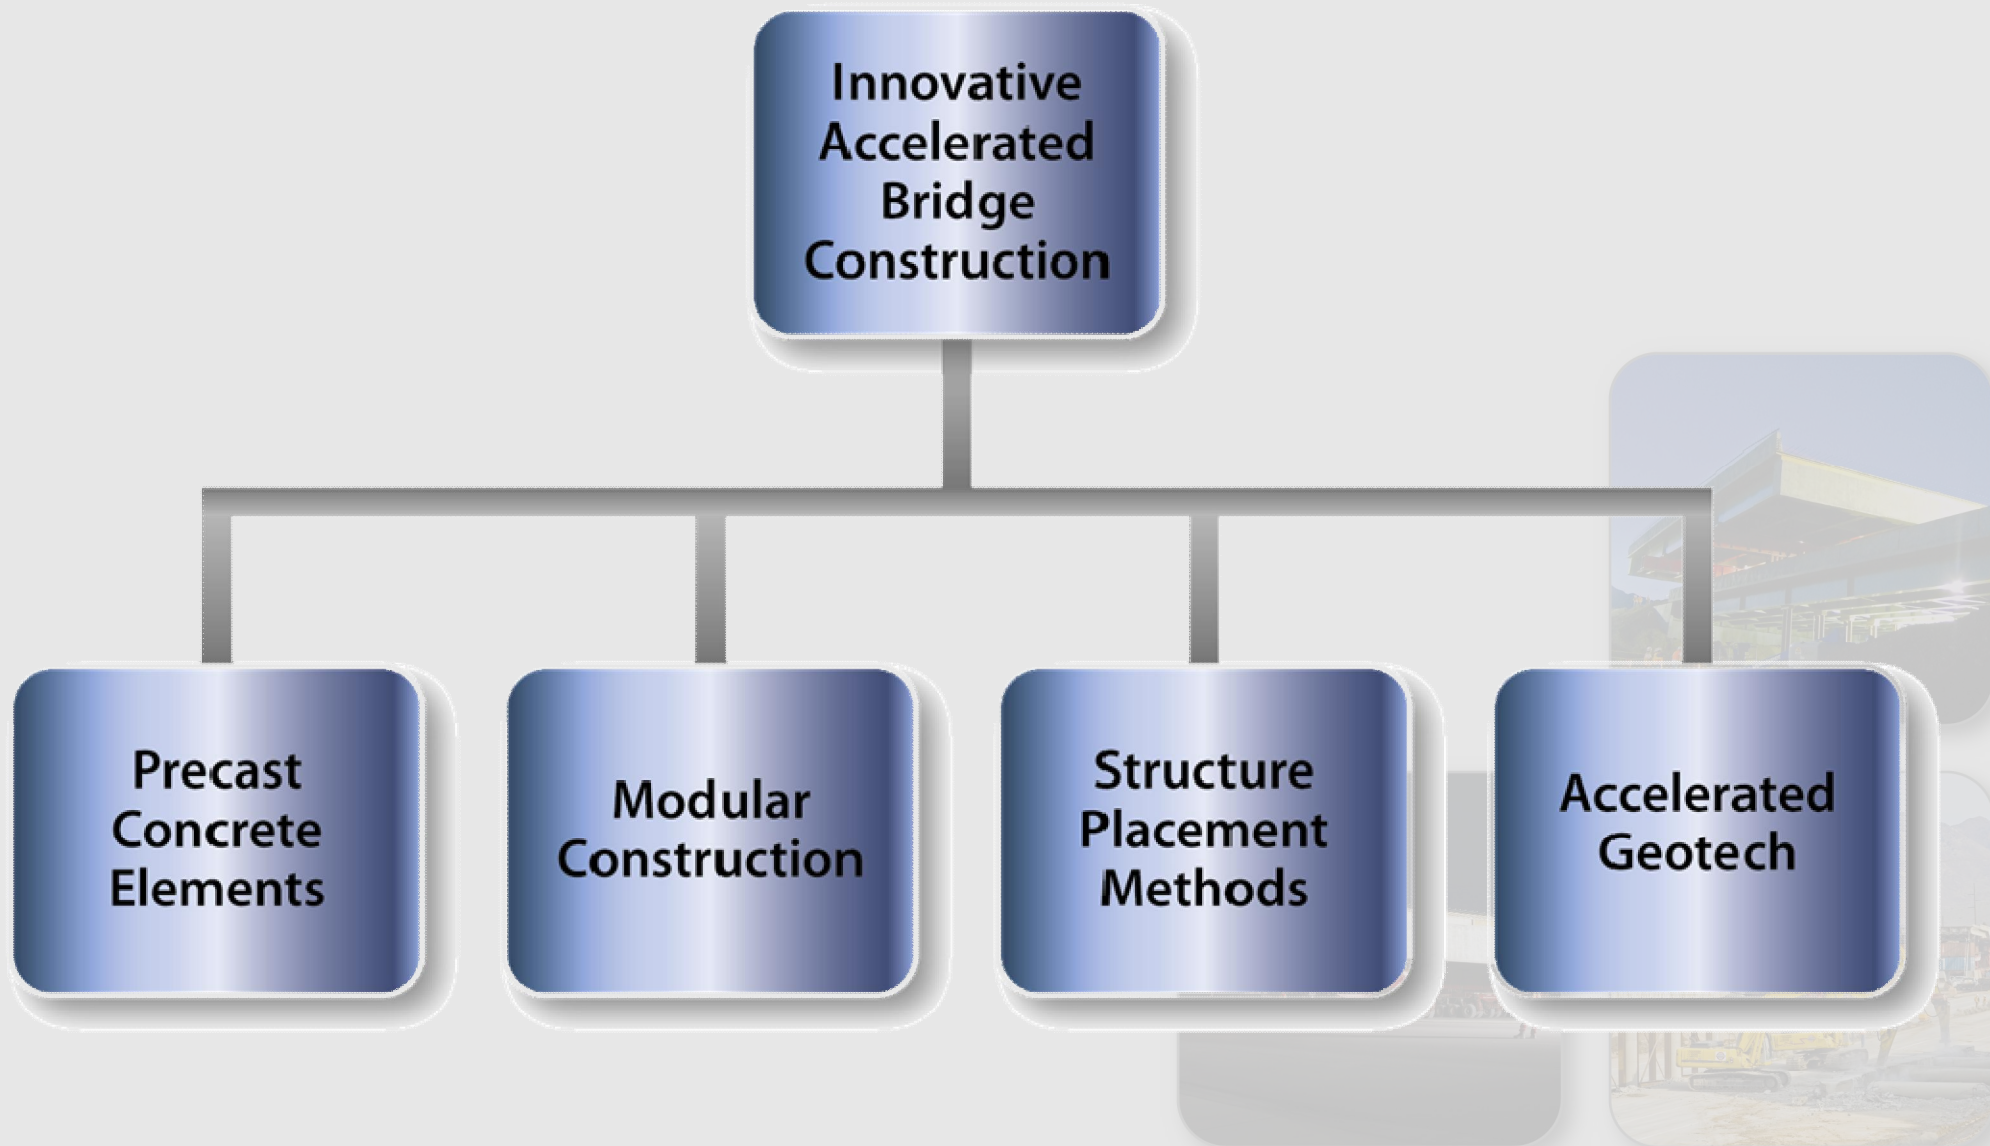 Innovative
Accelerated
Bridge
Construction
Precast
Concrete
Elements
Modular
Construction
Structure
Placement
Methods
Accelerated
Geotech